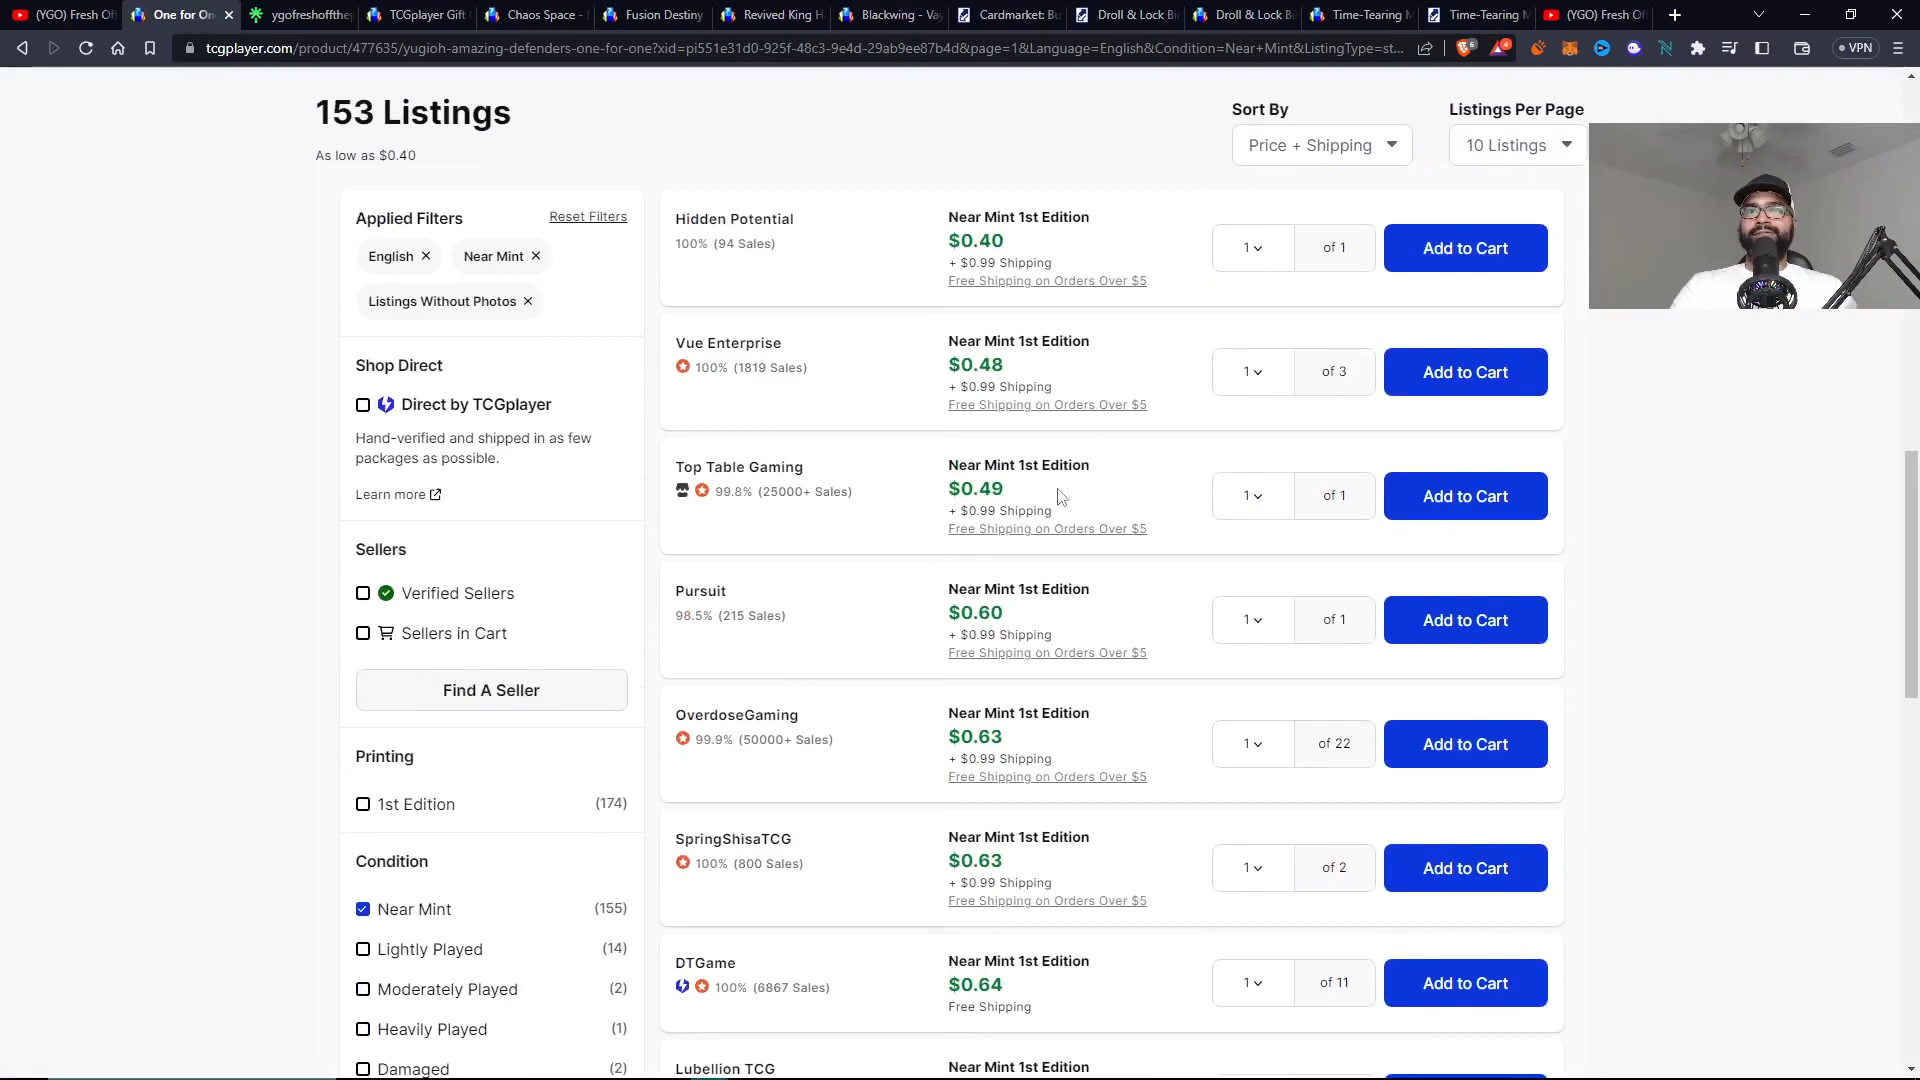 (YGO) Fresh Of
One for On
ygofreshoffthep
TCGplayer Gift
Chaos Space -
Fusion Destiny
Revived King H
Blackwing - Va
Cardmarket: Bu
Droll & Lock Bi
Droll & Lock Bi
Time-Tearing M
Time-Tearing M
(YGO) Fresh Of
tcgplayer.com/product/477635/yugioh-amazing-defenders-one-for-one?xid=pi551e31d0-925f-48c3-9e4d-29ab9ee87b4d&page=1&Language=English&Condition=Near+Mint&ListingType=st...
6
4
VPN
153 Listings
As low as $0.40
Sort By
Price + Shipping
Listings Per Page
10 Listings
Applied Filters
Reset Filters
English
Near Mint
Listings Without Photos
Shop Direct
Direct by TCGplayer
Hand-verified and shipped in as few
packages as possible.
Learn more
Sellers
Verified Sellers
Sellers in Cart
Find A Seller
Printing
1st Edition (174)
Condition
Near Mint (155)
Lightly Played (14)
Moderately Played (2)
Heavily Played (1)
Damaged (2)
Hidden Potential
100% (94 Sales)
Near Mint 1st Edition
$0.40
+ $0.99 Shipping
Free Shipping on Orders Over $5
1 of 1
Add to Cart
Vue Enterprise
100% (1819 Sales)
Near Mint 1st Edition
$0.48
+ $0.99 Shipping
Free Shipping on Orders Over $5
1 of 3
Add to Cart
Top Table Gaming
99.8% (25000+ Sales)
Near Mint 1st Edition
$0.49
+ $0.99 Shipping
Free Shipping on Orders Over $5
1 of 1
Add to Cart
Pursuit
98.5% (215 Sales)
Near Mint 1st Edition
$0.60
+ $0.99 Shipping
Free Shipping on Orders Over $5
1 of 1
Add to Cart
OverdoseGaming
99.9% (50000+ Sales)
Near Mint 1st Edition
$0.63
+ $0.99 Shipping
Free Shipping on Orders Over $5
1 of 22
Add to Cart
SpringShisaTCG
100% (800 Sales)
Near Mint 1st Edition
$0.63
+ $0.99 Shipping
Free Shipping on Orders Over $5
1 of 2
Add to Cart
DTGame
100% (6867 Sales)
Near Mint 1st Edition
$0.64
Free Shipping
1 of 11
Add to Cart
Lubellion TCG
Near Mint 1st Edition